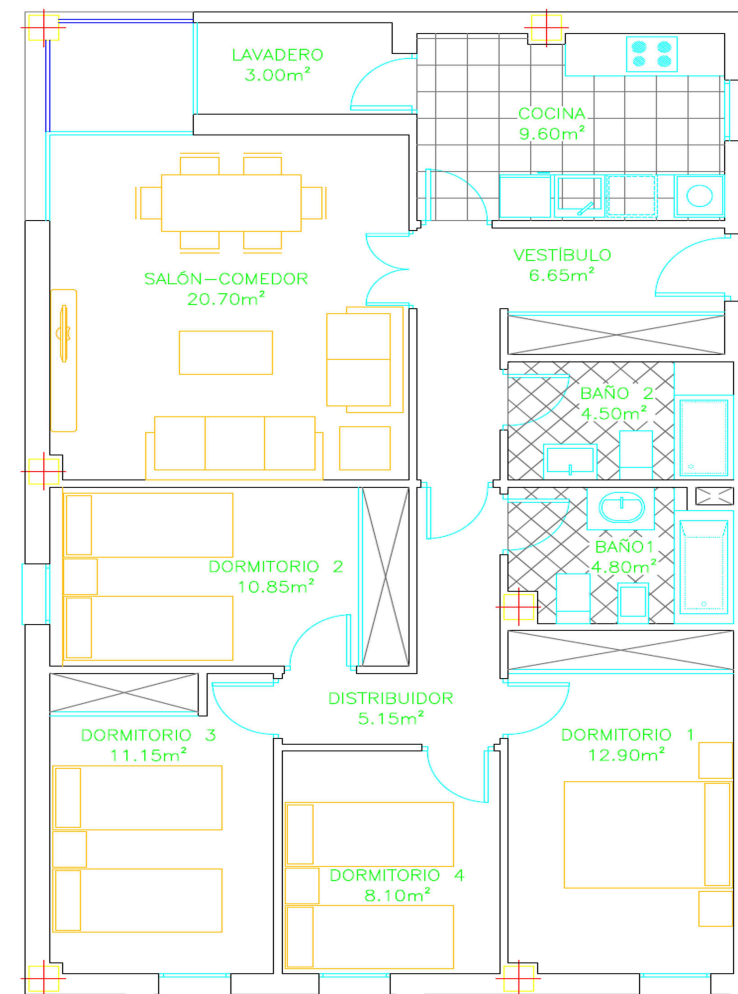 LAVADERO
3.00m²
COCINA
9.60m²
VESTÍBULO
6.65m²
SALÓN-COMEDOR
20.70m²
BAÑO 2
4.50m²
BAÑO1
4.80m²
DORMITORIO 2
10.85m²
DISTRIBUIDOR
5.15m²
DORMITORIO 3
11.15m²
DORMITORIO 1
12.90m²
DORMITORIO 4
8.10m²